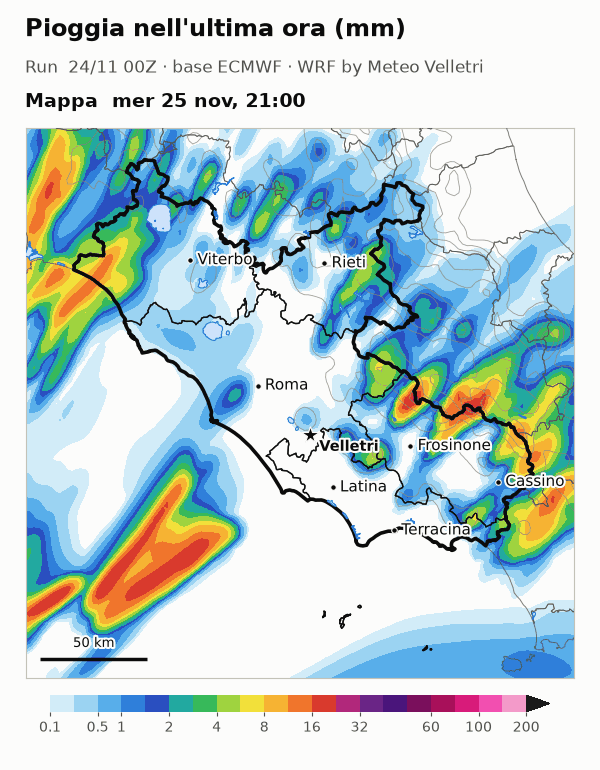 Pioggia nell'ultima ora (mm)
Run  24/11 00Z · base ECMWF · WRF by Meteo Velletri
Mappa  mer 25 nov, 21:00
Viterbo
Rieti
Roma
Velletri
Frosinone
Cassino
Latina
Terracina
50 km
0.1 0.5 1 2 4 8 16 32 60 100 200